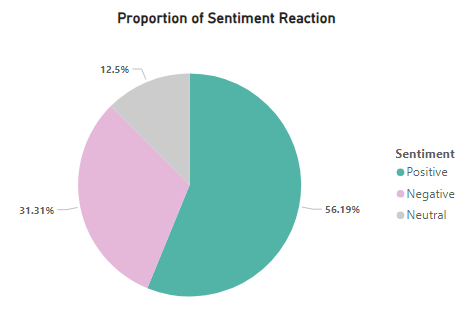 Proportion of Sentiment Reaction
12.5%
31.31%
56.19%
Sentiment
Positive
Negative
Neutral